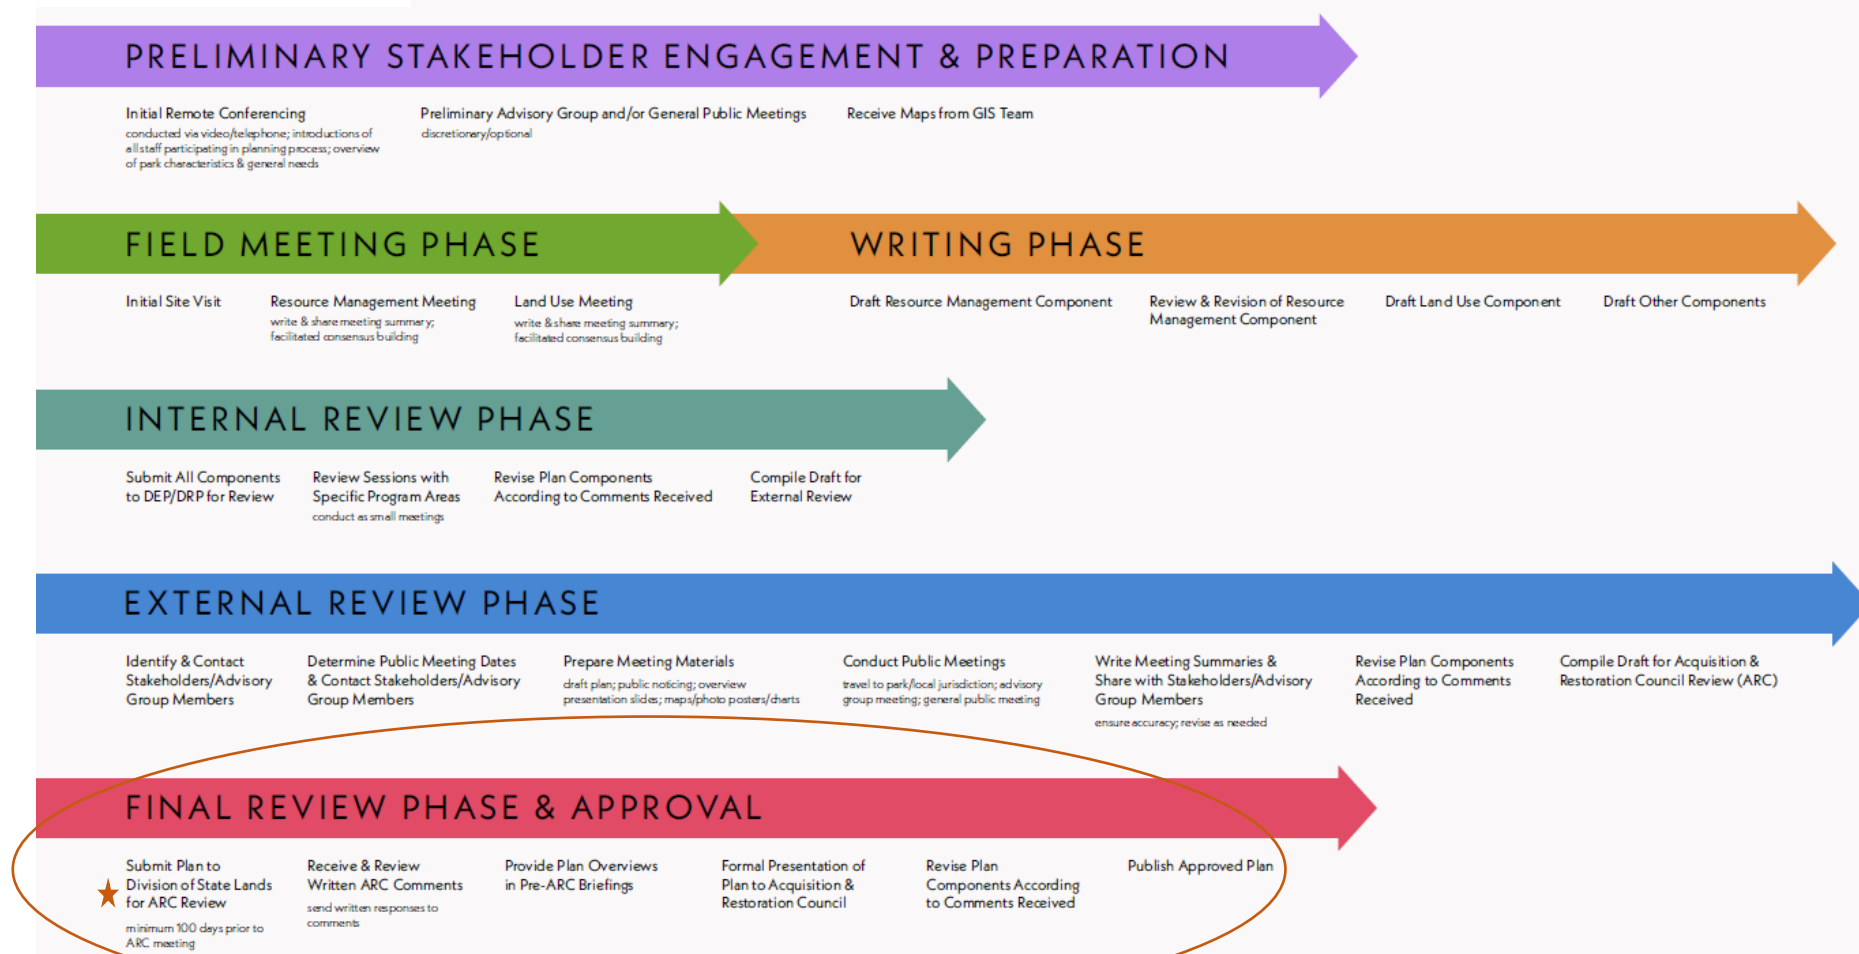 PRELIMINARY STAKEHOLDER ENGAGEMENT & PREPARATION
Initial Remote Conferencing
conducted via video/telephone; introductions of
all staff participating in planning process; overview
of park characteristics & general needs
Preliminary Advisory Group and/or General Public Meetings
discretionary/optional
Receive Maps from GIS Team
FIELD MEETING PHASE
Initial Site Visit
Resource Management Meeting
write & share meeting summary;
facilitated consensus building
Land Use Meeting
write & share meeting summary;
facilitated consensus building
WRITING PHASE
Draft Resource Management Component
Review & Revision of Resource
Management Component
Draft Land Use Component
Draft Other Components
INTERNAL REVIEW PHASE
Submit All Components
to DEP/DRP for Review
Review Sessions with
Specific Program Areas
conduct as small meetings
Revise Plan Components
According to Comments Received
Compile Draft for
External Review
EXTERNAL REVIEW PHASE
Identify & Contact
Stakeholders/Advisory
Group Members
Determine Public Meeting Dates
& Contact Stakeholders/Advisory
Group Members
Prepare Meeting Materials
draft plan; public noticing; overview
presentation slides; maps/photo posters/charts
Conduct Public Meetings
travel to park/local jurisdiction; advisory
group meeting; general public meeting
Write Meeting Summaries &
Share with Stakeholders/Advisory
Group Members
ensure accuracy; revise as needed
Revise Plan Components
According to Comments
Received
Compile Draft for Acquisition &
Restoration Council Review (ARC)
FINAL REVIEW PHASE & APPROVAL
Submit Plan to
Division of State Lands
for ARC Review
minimum 100 days prior to
ARC meeting
Receive & Review
Written ARC Comments
send written responses to
comments
Provide Plan Overviews
in Pre-ARC Briefings
Formal Presentation of
Plan to Acquisition &
Restoration Council
Revise Plan
Components According
to Comments Received
Publish Approved Plan